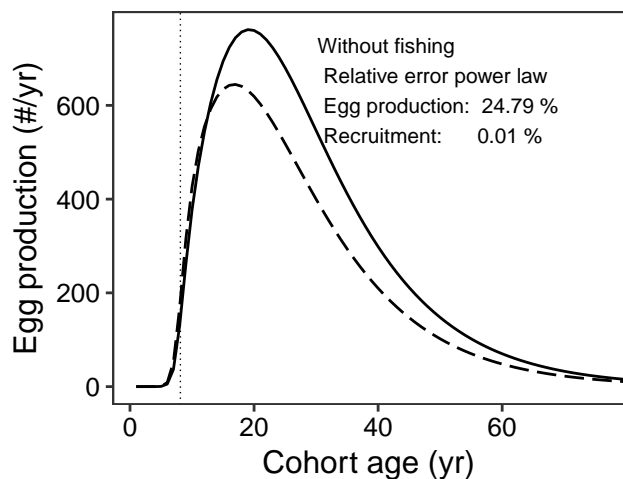 Without fishing
Relative error power law
Egg production: 24.79 %
Recruitment: 0.01 %
Egg production (#/yr)
600
400
200
0
0 20 40 60
Cohort age (yr)